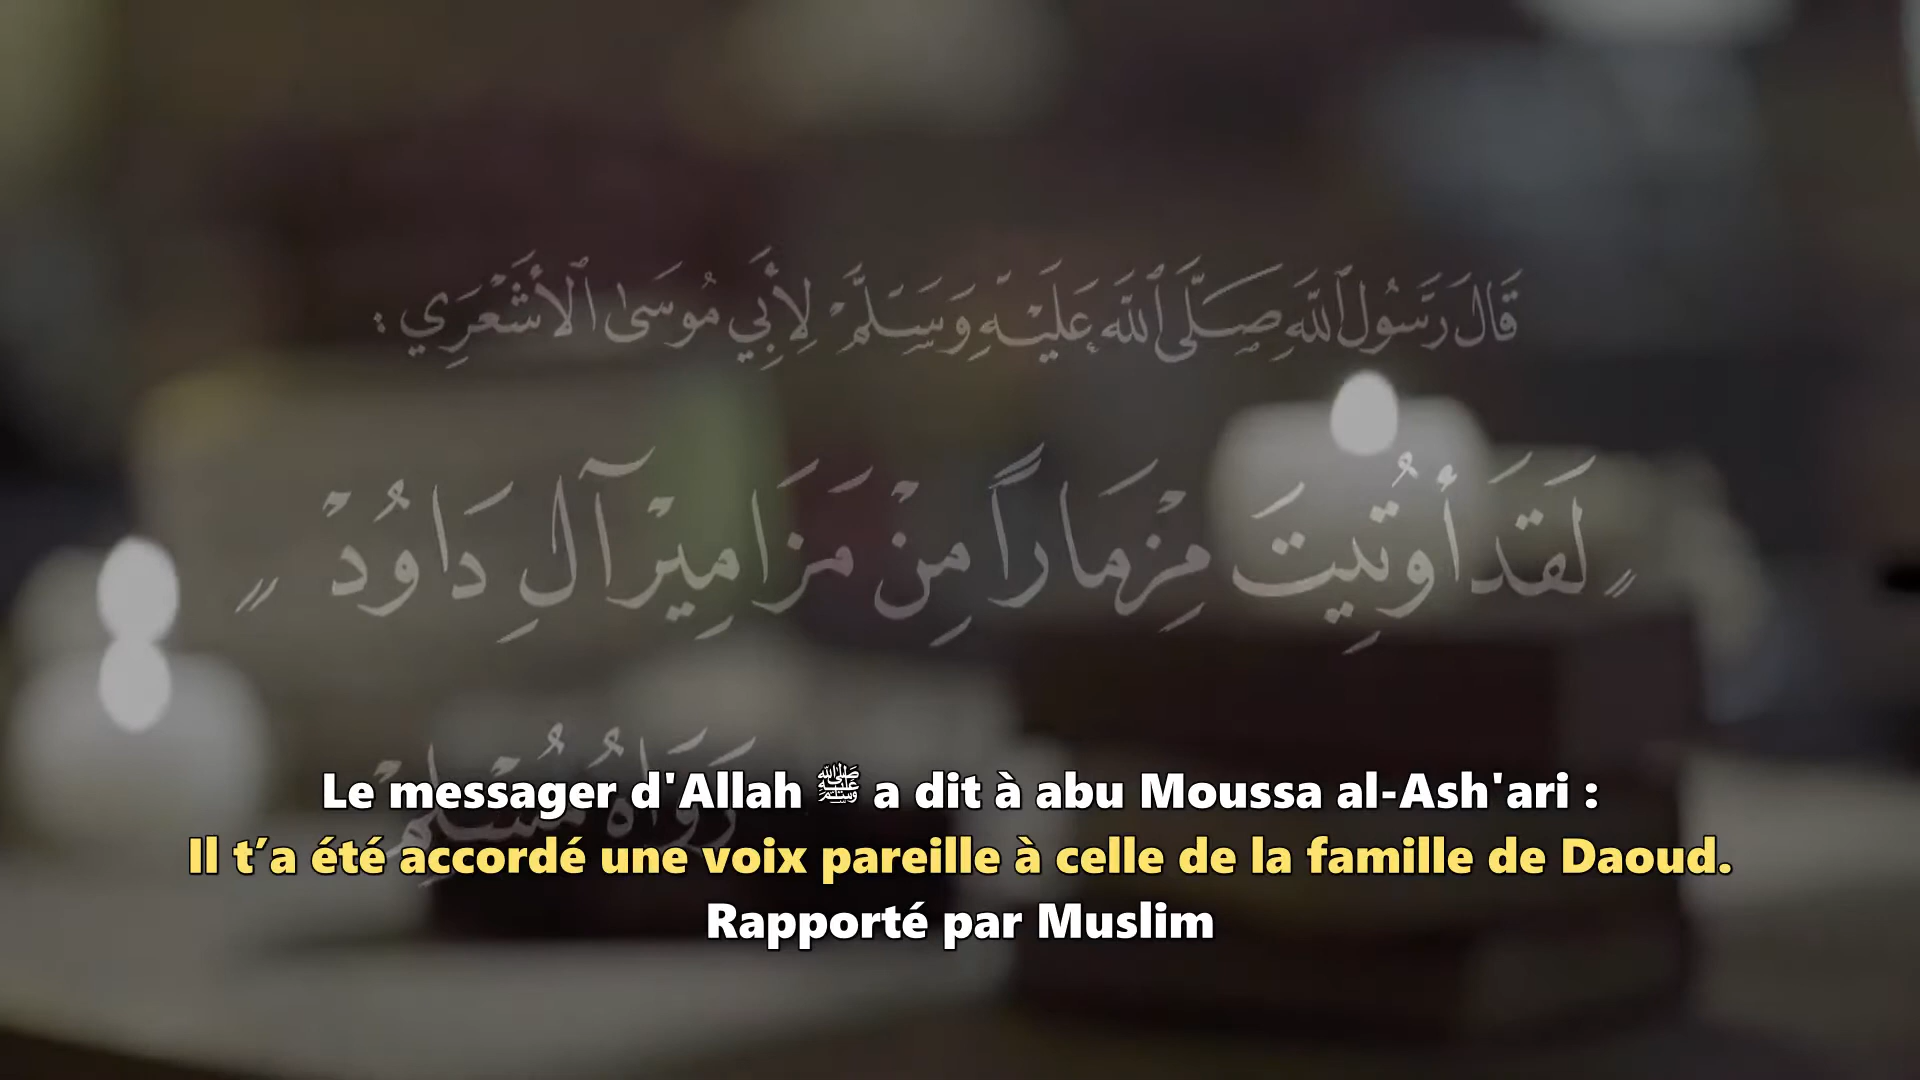 قَالَ رَسُولُ اللَّهِ صَلَّى اللَّهُ عَلَيْهِ وَسَلَّمْ لِأَبِي مُوسَىٰ الْأَشْعَرِي :
"لَقَدْ أُوتِيتَ مِزْمَاراً مِنْ مَزَامِيرْ آلِ دَاوُدْ"
رَوَاهُ مُسْلِمْ
Le messager d'Allah ﷺ a dit à abu Moussa al-Ash'ari :
Il t’a été accordé une voix pareille à celle de la famille de Daoud.
Rapporté par Muslim